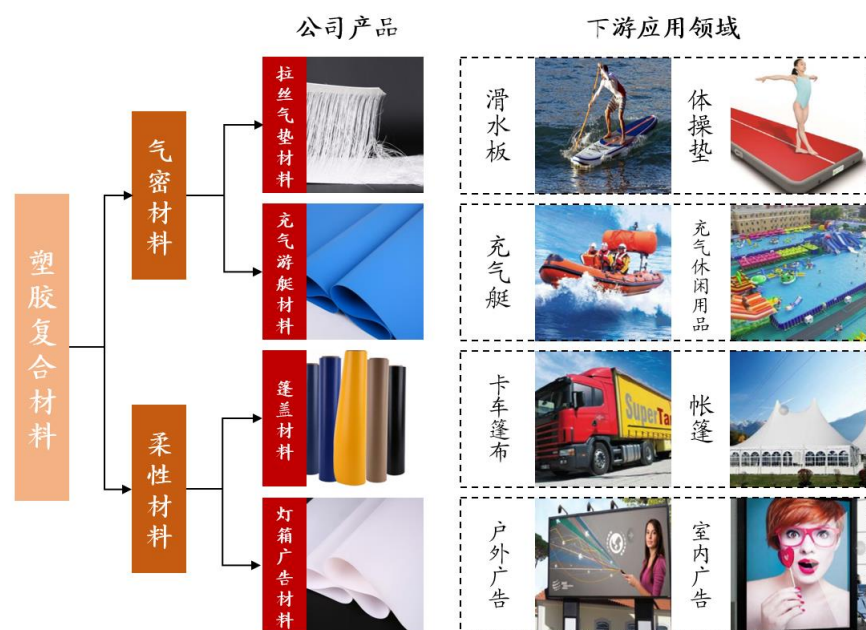 公司产品
下游应用领域
塑胶复合材料
气密材料
拉丝气垫材料
滑水板
体操垫
充气游艇材料
充气艇
充气休闲用品
柔性材料
篷盖材料
卡车篷布
SuperTa
帐篷
灯箱广告材料
户外广告
室内广告